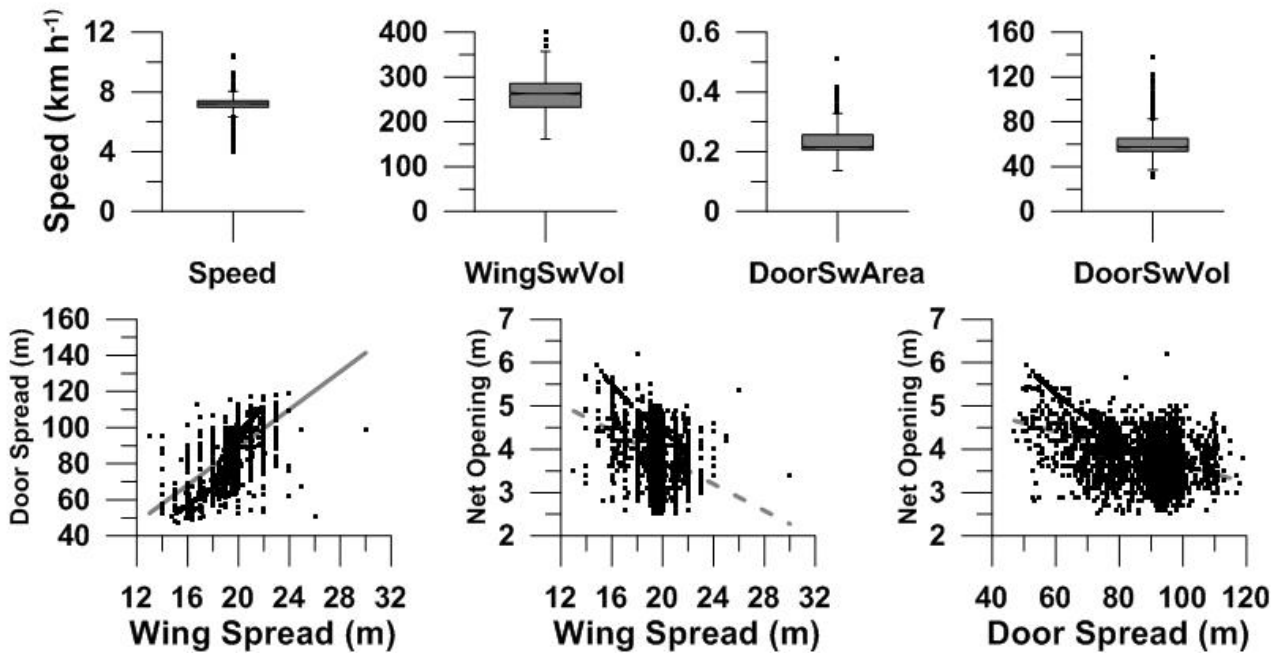 Speed (km h-1)
12
8
4
0
Speed
400
300
200
100
0
WingSwVol
0.6
0.4
0.2
0
DoorSwArea
160
120
80
40
0
DoorSwVol
Door Spread (m)
160
140
120
100
80
60
40
12 16 20 24 28 32
Wing Spread (m)
Net Opening (m)
7
6
5
4
3
2
12 16 20 24 28 32
Wing Spread (m)
Net Opening (m)
7
6
5
4
3
2
40 60 80 100 120
Door Spread (m)